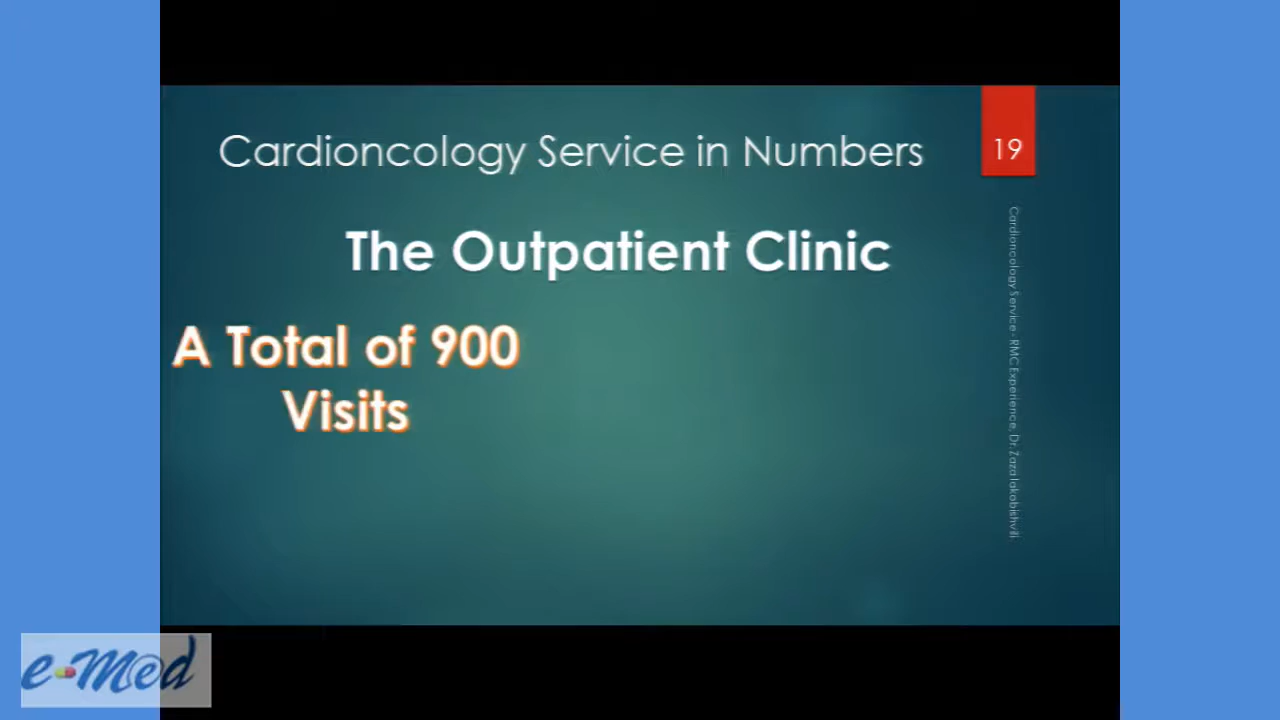 Cardioncology Service in Numbers
19
The Outpatient Clinic
A Total of 900
Visits
Cardioncology Service - RMC Experience, Dr. Zaza Iakobishvili
e-Med